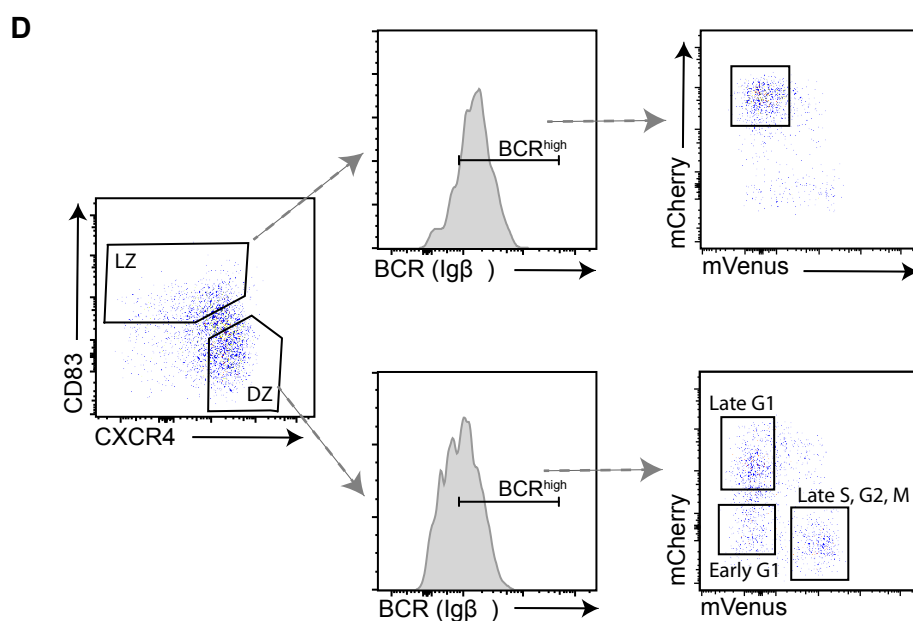 D
LZ
DZ
CD83
CXCR4
BCR^high
BCR (Igβ )
mCherry
mVenus
BCR^high
BCR (Igβ )
Late G1
Late S, G2, M
Early G1
mCherry
mVenus